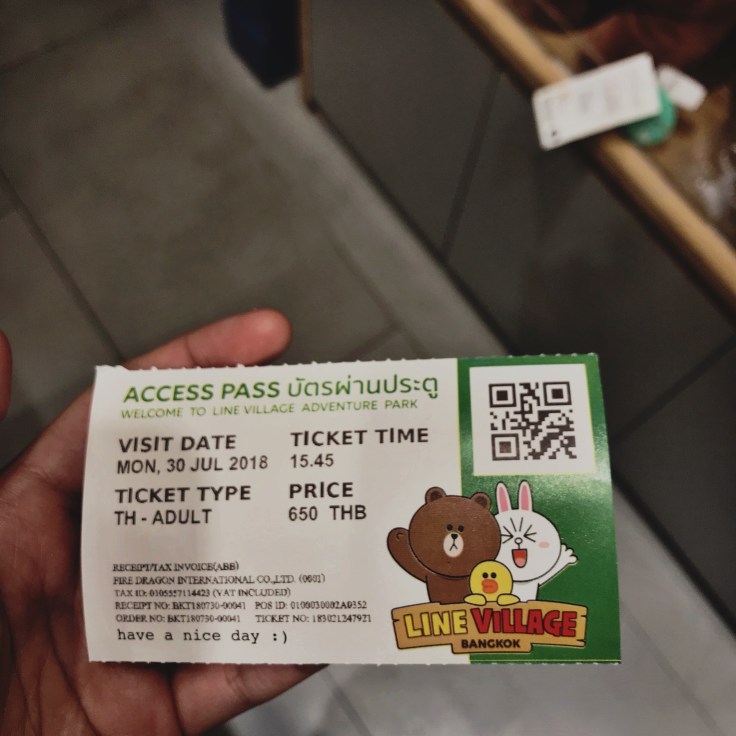 ACCESS PASS บัตรผ่านประตู
WELCOME TO LINE VILLAGE ADVENTURE PARK
VISIT DATE
MON, 30 JUL 2018
TICKET TIME
15.45
TICKET TYPE
TH - ADULT
PRICE
650 THB
RECEIPT/TAX INVOICE(ABB)
FIRE DRAGON INTERNATIONAL CO.,LTD. (0001)
TAX ID: 0105557114423 (VAT INCLUDED)
RECEIPT NO: BKT180730-00041 POS ID: 0100030002A0352
ORDER NO: BKT180730-00041 TICKET NO: 183021247921
have a nice day :)
LINE VILLAGE
BANGKOK